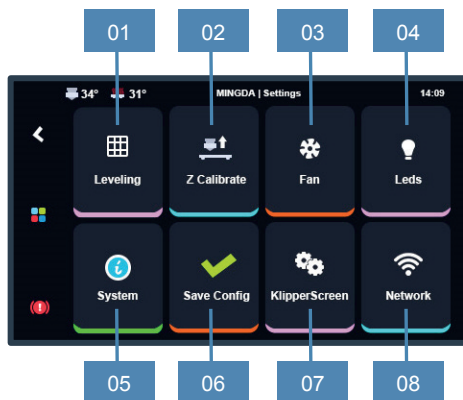 01 02 03 04
34° 31° MINGDA | Settings 14:09
Leveling Z Calibrate Fan Leds
System Save Config KlipperScreen Network
05 06 07 08